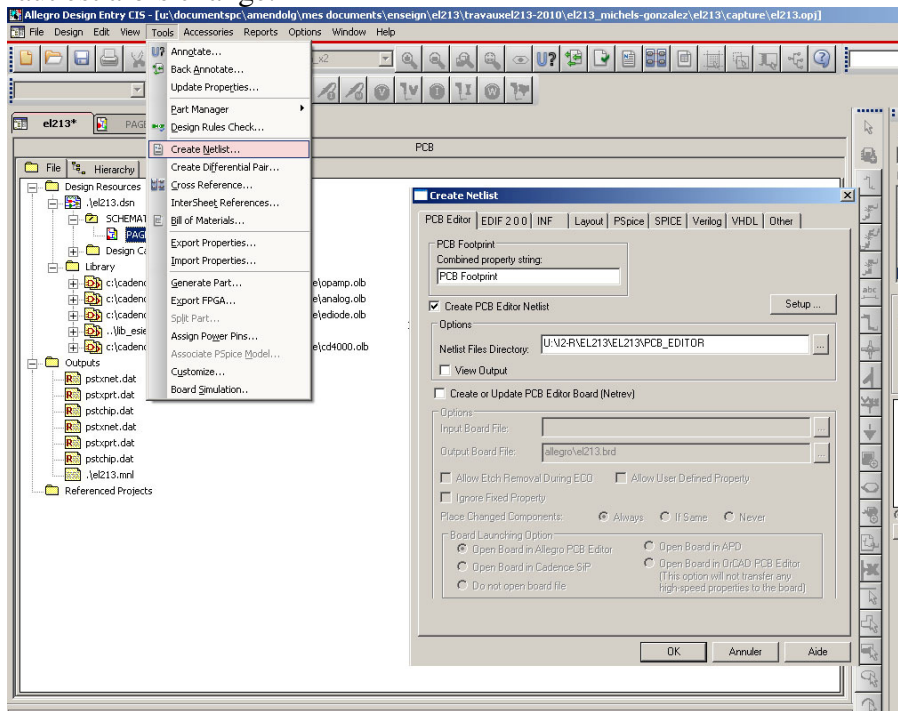 Allegro Design Entry CIS - [u:\documentspc\amendolg\mes documents\enseign\el213\travauxel213-2010\el213_michels-gonzalez\el213\capture\el213.opj]
File Design Edit View Tools Accessories Reports Options Window Help
U? Annotate...
Back Annotate...
Update Properties...
Part Manager
Design Rules Check...
Create Netlist...
Create Differential Pair...
Cross Reference...
InterSheet References...
Bill of Materials...
Export Properties...
Import Properties...
Generate Part...
Export FPGA...
Split Part...
Assign Power Pins...
Associate PSpice Model...
Customize...
Board Simulation...
_x2
U?
el213*
PAGE
PCB
File Hierarchy
Design Resources
.\el213.dsn
SCHEMAT
PAG
Design Ca
Library
c:\cadenc e\opamp.olb
c:\cadenc e\analog.olb
c:\cadenc e\ediode.olb
..\lib_esie
c:\cadenc e\cd4000.olb
Outputs
pstxnet.dat
pstxprt.dat
pstchip.dat
pstxnet.dat
pstxprt.dat
pstchip.dat
.\el213.mnl
Referenced Projects
Create Netlist
PCB Editor EDIF 2 0 0 INF Layout PSpice SPICE Verilog VHDL Other
PCB Footprint
Combined property string:
PCB Footprint
Create PCB Editor Netlist
Setup ...
Options
Netlist Files Directory: U:\I2-R\EL213\EL213\PCB_EDITOR ...
View Output
Create or Update PCB Editor Board (Netrev)
Options
Input Board File: ...
Output Board File: allegro\el213.brd ...
Allow Etch Removal During ECO Allow User Defined Property
Ignore Fixed Property
Place Changed Components: Always If Same Never
Board Launching Option
Open Board in Allegro PCB Editor Open Board in APD
Open Board in Cadence SiP Open Board in OrCAD PCB Editor
(This option will not transfer any
Do not open board file high-speed properties to the board)
OK Annuler Aide
abc